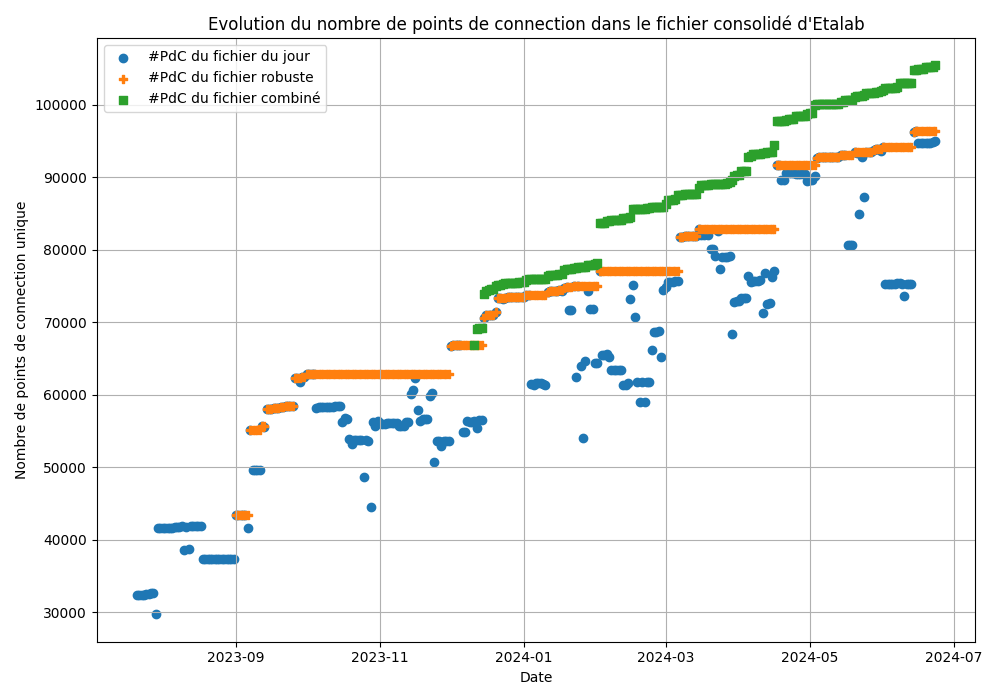 Evolution du nombre de points de connection dans le fichier consolidé d'Etalab
#PdC du fichier du jour
#PdC du fichier robuste
#PdC du fichier combiné
Nombre de points de connection unique
100000
90000
80000
70000
60000
50000
40000
30000
2023-09
2023-11
2024-01
2024-03
2024-05
2024-07
Date